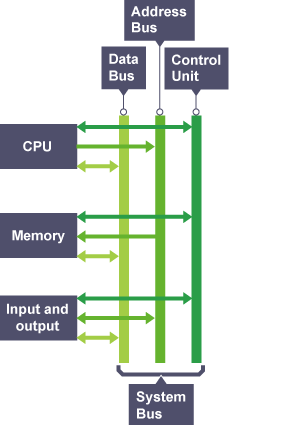 Address
Bus
Data
Bus
Control
Unit
CPU
Memory
Input and
output
System
Bus